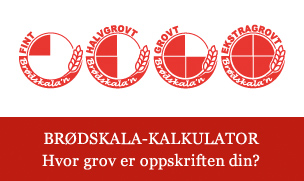 FINT
Brødskala'n
HALVGROVT
Brødskala'n
GROVT
Brødskala'n
EKSTRAGROVT
Brødskala'n
BRØDSKALA-KALKULATOR
Hvor grov er oppskriften din?